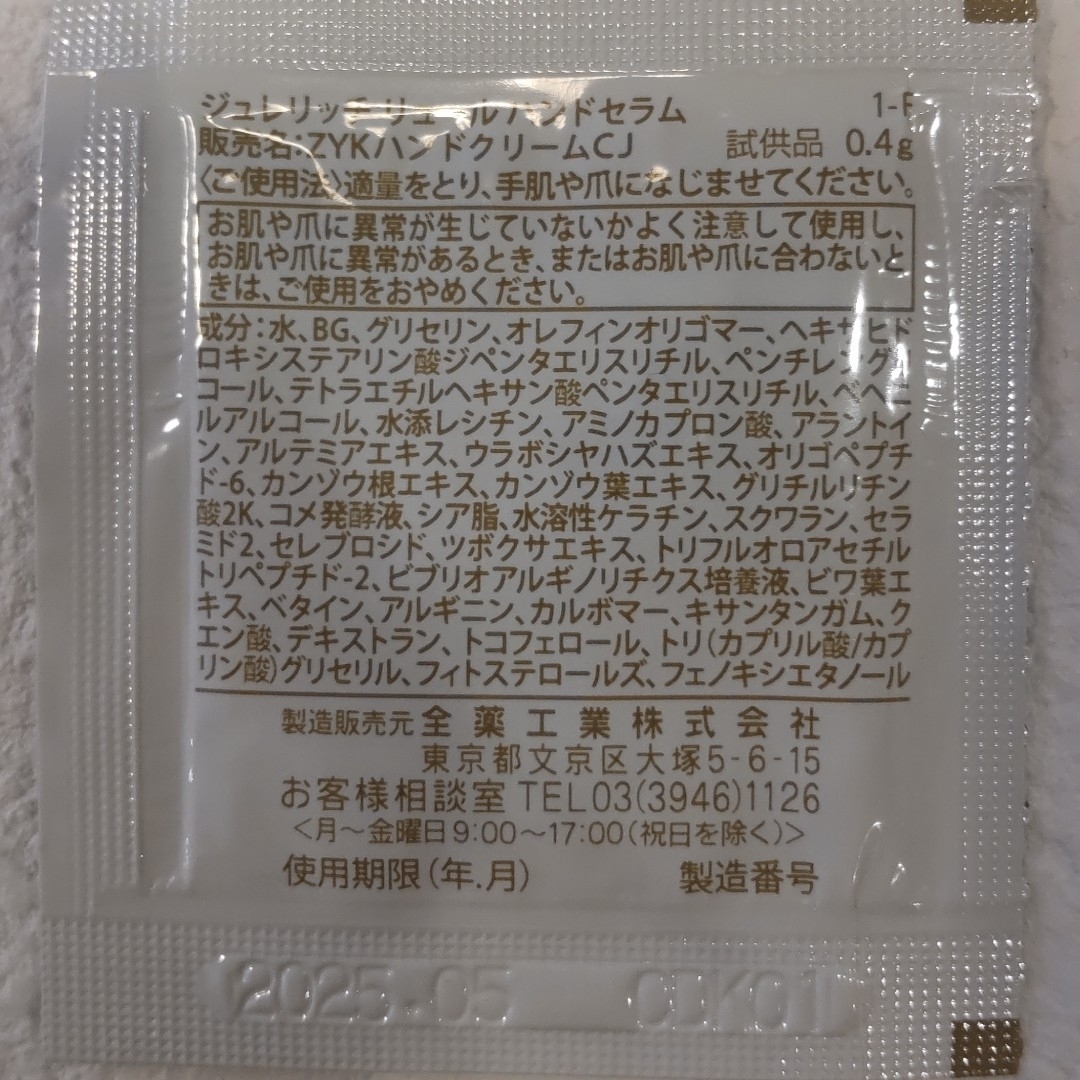 ジュレリッチ リュエル ハンドセラム 1-F
販売名:ZYKハンドクリームCJ 試供品 0.4g
〈ご使用法〉適量をとり、手肌や爪になじませてください。
お肌や爪に異常が生じていないかよく注意して使用し、
お肌や爪に異常があるとき、またはお肌や爪に合わないと
きは、ご使用をおやめください。
成分:水、BG、グリセリン、オレフィンオリゴマー、ヘキサヒド
ロキシステアリン酸ジペンタエリスリチル、ペンチレングリ
コール、テトラエチルヘキサン酸ペンタエリスリチル、ベヘニ
ルアルコール、水添レシチン、アミノカプロン酸、アラントイ
ン、アルテミアエキス、ウラボシヤハズエキス、オリゴペプチ
ド-6、カンゾウ根エキス、カンゾウ葉エキス、グリチルリチン
酸2K、コメ発酵液、シア脂、水溶性ケラチン、スクワラン、セラ
ミド2、セレブロシド、ツボクサエキス、トリフルオロアセチル
トリペプチド-2、ビブリオアルギノリチクス培養液、ビワ葉エ
キス、ベタイン、アルギニン、カルボマー、キサンタンガム、ク
エン酸、デキストラン、トコフェロール、トリ(カプリル酸/カプ
リン酸)グリセリル、フィトステロールズ、フェノキシエタノール
製造販売元 全薬工業株式会社
東京都文京区大塚5-6-15
お客様相談室 TEL03(3946)1126
<月～金曜日9:00～17:00(祝日を除く)>
使用期限(年.月) 製造番号
2025.05